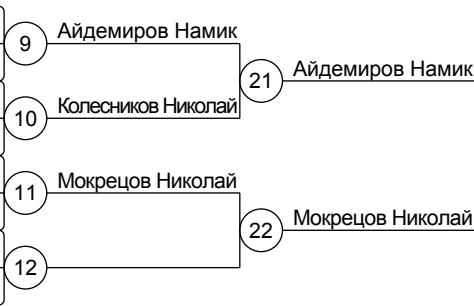 9 Айдемиров Намик
21 Айдемиров Намик
10 Колесников Николай
11 Мокрецов Николай
22 Мокрецов Николай
12